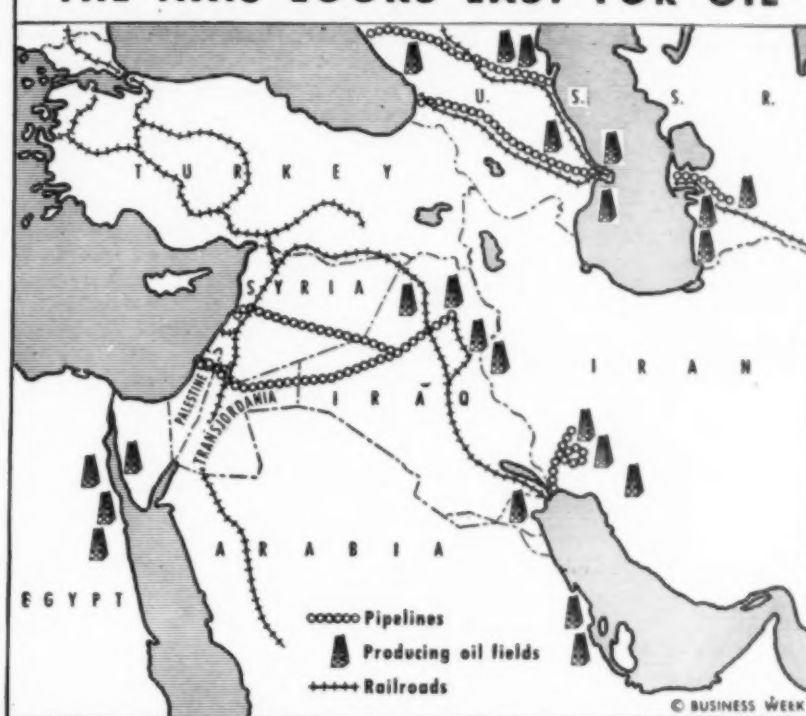 THE AXIS LOOKS EAST FOR OIL
U. S. S. R.
TURKEY
SYRIA
IRAN
PALESTINE
TRANSJORDANIA
IRAQ
ARABIA
EGYPT
Pipelines
Producing oil fields
Railroads
© BUSINESS WEEK